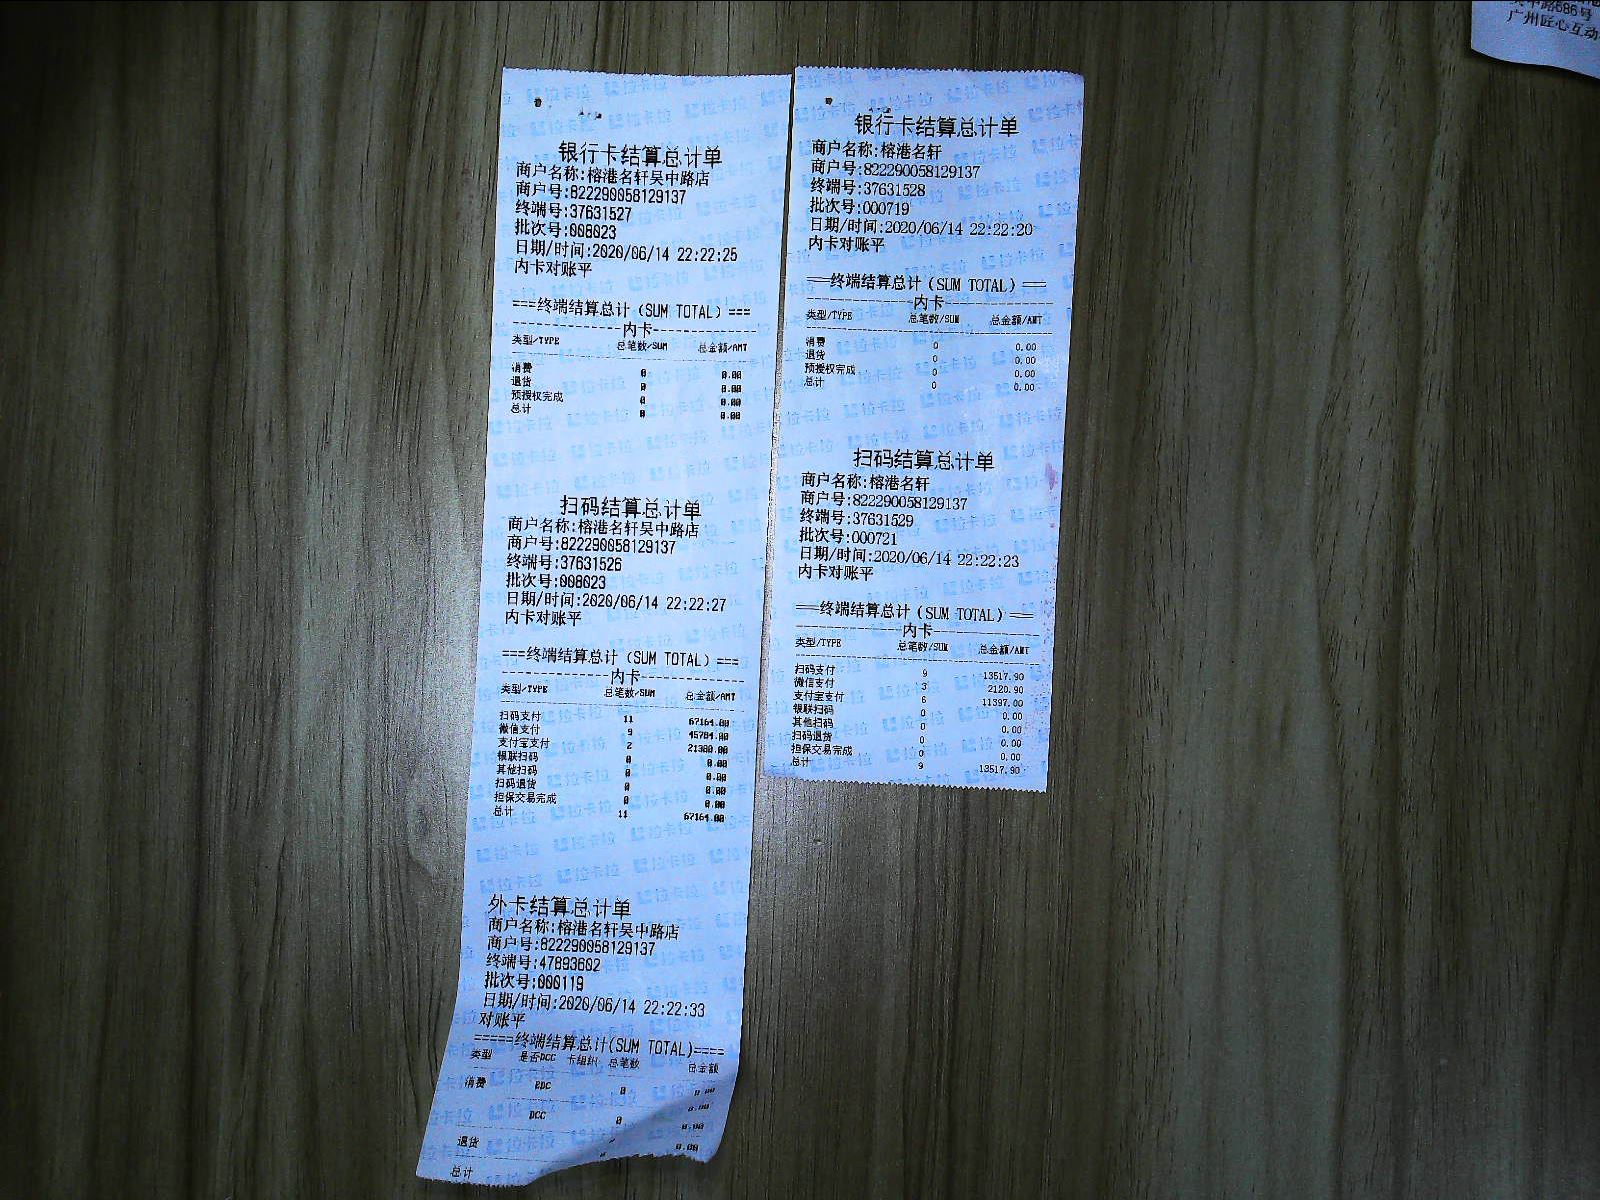 银行卡结算总计单
商户名称:榕港名轩吴中路店
商户号:822290058129137
终端号:37631527
批次号:008023
日期/时间:2020/06/14 22:22:25
内卡对账平
===终端结算总计(SUM TOTAL)===
内卡
类型/TYPE 总笔数/SUM 总金额/AMT
消费 0 0.00
退货 0 0.00
预授权完成 0 0.00
总计 0 0.00
扫码结算总计单
商户名称:榕港名轩吴中路店
商户号:822290058129137
终端号:37631526
批次号:008023
日期/时间:2020/06/14 22:22:27
内卡对账平
===终端结算总计(SUM TOTAL)===
内卡
类型/TYPE 总笔数/SUM 总金额/AMT
扫码支付 11 67164.00
微信支付 9 45784.00
支付宝支付 2 21380.00
银联扫码 0 0.00
其他扫码 0 0.00
扫码退货 0 0.00
担保交易完成 0 0.00
总计 11 67164.00
外卡结算总计单
商户名称:榕港名轩吴中路店
商户号:822290058129137
终端号:47893602
批次号:000119
日期/时间:2020/06/14 22:22:33
对账平
=====终端结算总计(SUM TOTAL)====
类型 是否DCC 卡组织 总笔数 总金额
消费 EDC 0 0.00
DCC 0 0.00
退货 0.00
总计
银行卡结算总计单
商户名称:榕港名轩
商户号:822290058129137
终端号:37631528
批次号:000719
日期/时间:2020/06/14 22:22:20
内卡对账平
===终端结算总计(SUM TOTAL)===
内卡
类型/TYPE 总笔数/SUM 总金额/AMT
消费 0 0.00
退货 0 0.00
预授权完成 0 0.00
总计 0 0.00
扫码结算总计单
商户名称:榕港名轩
商户号:822290058129137
终端号:37631529
批次号:000721
日期/时间:2020/06/14 22:22:23
内卡对账平
===终端结算总计(SUM TOTAL)===
内卡
类型/TYPE 总笔数/SUM 总金额/AMT
扫码支付 9 13517.90
微信支付 3 2120.90
支付宝支付 6 11397.00
银联扫码 0 0.00
其他扫码 0 0.00
扫码退货 0 0.00
担保交易完成 0 0.00
总计 9 13517.90
中路686号
广州匠心互动